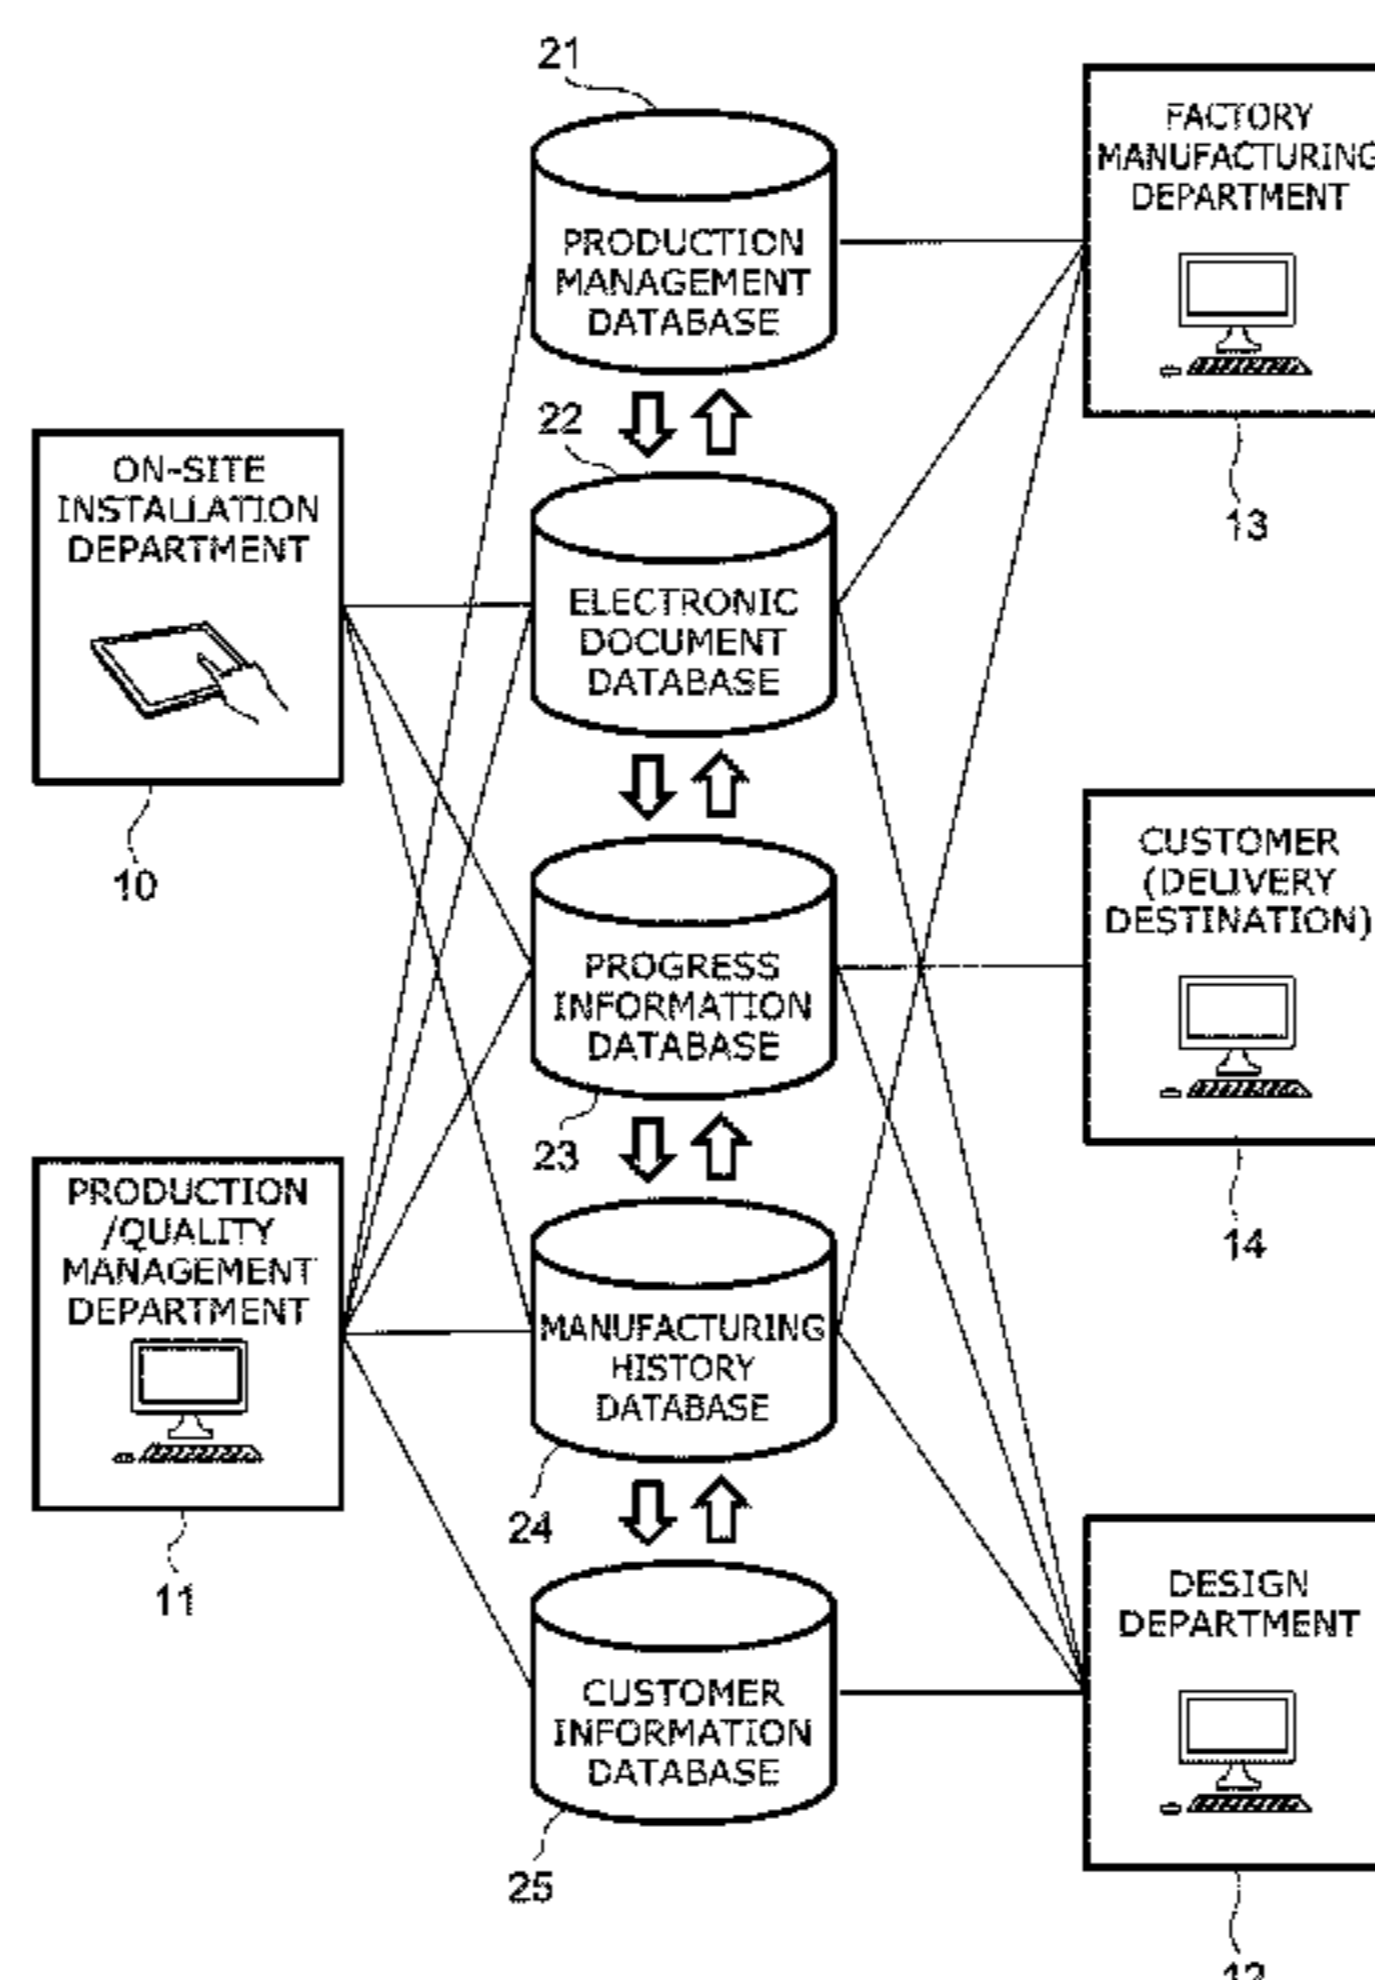 21
PRODUCTION
MANAGEMENT
DATABASE
FACTORY
MANUFACTURING
DEPARTMENT
13
22
ELECTRONIC
DOCUMENT
DATABASE
ON-SITE
INSTALLATION
DEPARTMENT
10
PROGRESS
INFORMATION
DATABASE
23
CUSTOMER
(DELIVERY
DESTINATION)
14
PRODUCTION
/QUALITY
MANAGEMENT
DEPARTMENT
11
MANUFACTURING
HISTORY
DATABASE
24
CUSTOMER
INFORMATION
DATABASE
25
DESIGN
DEPARTMENT
12